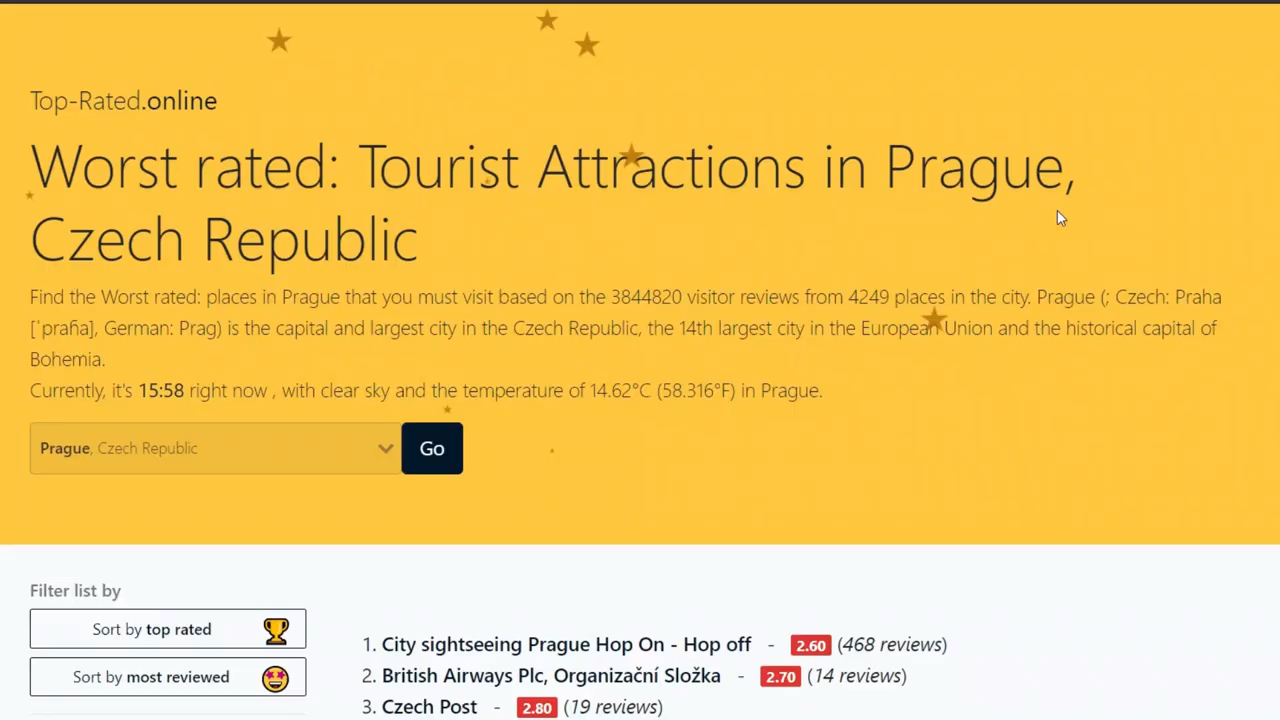 Top-Rated.online
Worst rated: Tourist Attractions in Prague,
Czech Republic
Find the Worst rated: places in Prague that you must visit based on the 3844820 visitor reviews from 4249 places in the city. Prague (; Czech: Praha
[ˈpraɦa], German: Prag) is the capital and largest city in the Czech Republic, the 14th largest city in the European Union and the historical capital of
Bohemia.
Currently, it's 15:58 right now , with clear sky and the temperature of 14.62°C (58.316°F) in Prague.
Prague, Czech Republic
Go
Filter list by
Sort by top rated
Sort by most reviewed
1. City sightseeing Prague Hop On - Hop off - 2.60 (468 reviews)
2. British Airways Plc, Organizační Složka - 2.70 (14 reviews)
3. Czech Post - 2.80 (19 reviews)